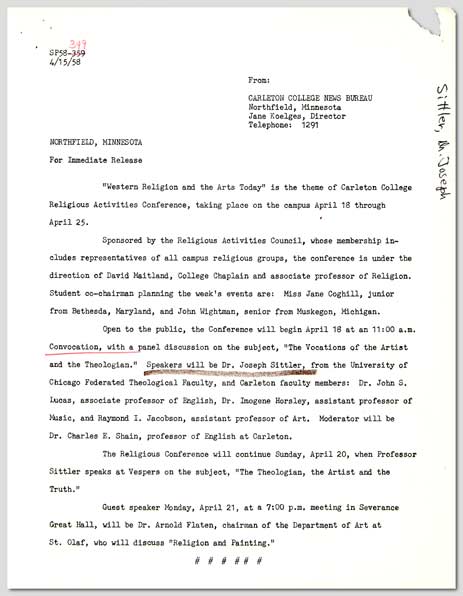 349
SP58-359
4/15/58
From:
CARLETON COLLEGE NEWS BUREAU
Northfield, Minnesota
Jane Koelges, Director
Telephone: 1291
Sittler, Dr. Joseph
NORTHFIELD, MINNESOTA
For Immediate Release
"Western Religion and the Arts Today" is the theme of Carleton College
Religious Activities Conference, taking place on the campus April 18 through
April 25.
Sponsored by the Religious Activities Council, whose membership in-
cludes representatives of all campus religious groups, the conference is under the
direction of David Maitland, College Chaplain and associate professor of Religion.
Student co-chairman planning the week's events are: Miss Jane Coghill, junior
from Bethesda, Maryland, and John Wightman, senior from Muskegon, Michigan.
Open to the public, the Conference will begin April 18 at an 11:00 a.m.
Convocation, with a panel discussion on the subject, "The Vocations of the Artist
and the Theologian." Speakers will be Dr. Joseph Sittler, from the University of
Chicago Federated Theological Faculty, and Carleton faculty members: Dr. John S.
Lucas, associate professor of English, Dr. Imogene Horsley, assistant professor of
Music, and Raymond I. Jacobson, assistant professor of Art. Moderator will be
Dr. Charles E. Shain, professor of English at Carleton.
The Religious Conference will continue Sunday, April 20, when Professor
Sittler speaks at Vespers on the subject, "The Theologian, the Artist and the
Truth."
Guest speaker Monday, April 21, at a 7:00 p.m. meeting in Severance
Great Hall, will be Dr. Arnold Flaten, chairman of the Department of Art at
St. Olaf, who will discuss "Religion and Painting."
# # # # # #